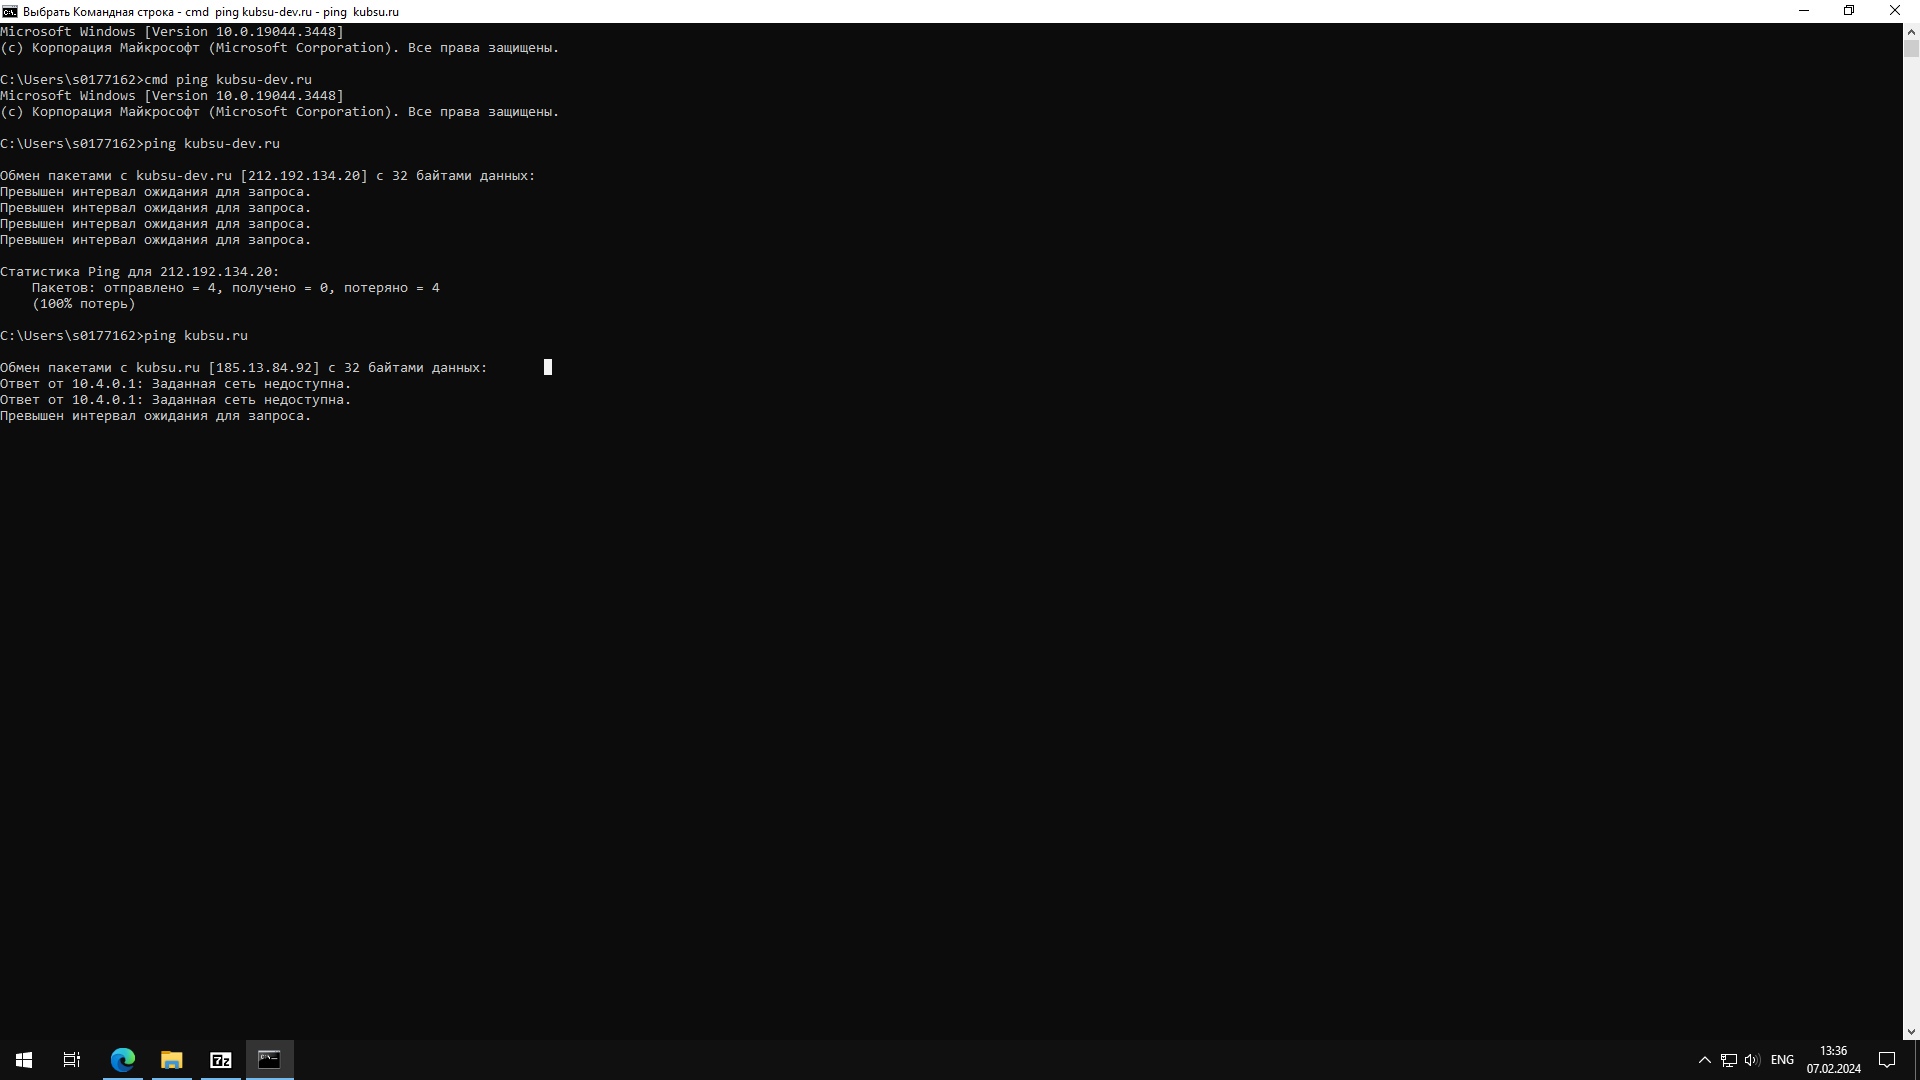 Выбрать Командная строка - cmd  ping kubsu-dev.ru - ping  kubsu.ru
Microsoft Windows [Version 10.0.19044.3448]
(c) Корпорация Майкрософт (Microsoft Corporation). Все права защищены.
C:\Users\s0177162>cmd ping kubsu-dev.ru
Microsoft Windows [Version 10.0.19044.3448]
(c) Корпорация Майкрософт (Microsoft Corporation). Все права защищены.
C:\Users\s0177162>ping kubsu-dev.ru
Обмен пакетами с kubsu-dev.ru [212.192.134.20] с 32 байтами данных:
Превышен интервал ожидания для запроса.
Превышен интервал ожидания для запроса.
Превышен интервал ожидания для запроса.
Превышен интервал ожидания для запроса.
Статистика Ping для 212.192.134.20:
    Пакетов: отправлено = 4, получено = 0, потеряно = 4
    (100% потерь)
C:\Users\s0177162>ping kubsu.ru
Обмен пакетами с kubsu.ru [185.13.84.92] с 32 байтами данных:
Ответ от 10.4.0.1: Заданная сеть недоступна.
Ответ от 10.4.0.1: Заданная сеть недоступна.
Превышен интервал ожидания для запроса.
7z
ENG
13:36
07.02.2024